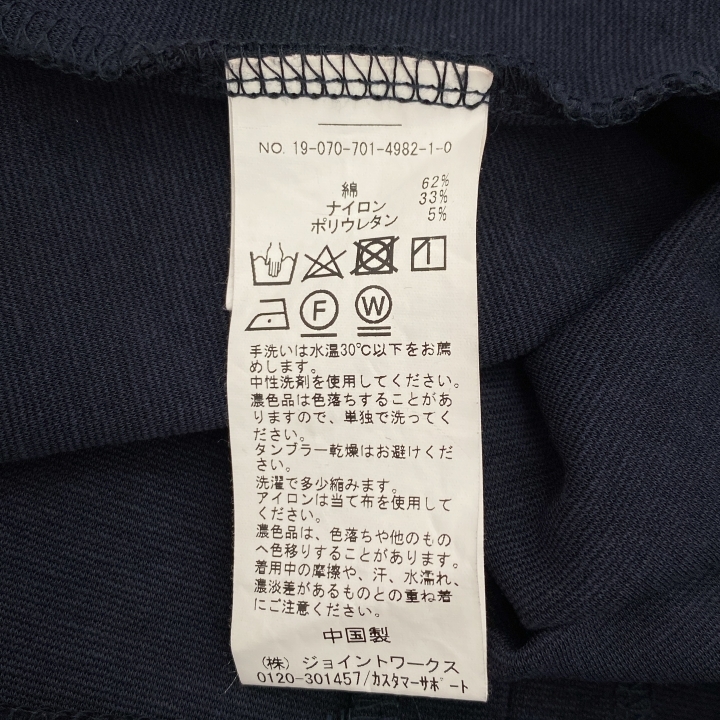 NO. 19-070-701-4982-1-0
綿 62%
ナイロン 33%
ポリウレタン 5%
F W
手洗いは水温30℃以下をお薦
めします。
中性洗剤を使用してください。
濃色品は色落ちすることがあ
りますので、単独で洗ってく
ださい。
タンブラー乾燥はお避けくだ
さい。
洗濯で多少縮みます。
アイロンは当て布を使用して
ください。
濃色品は、色落ちや他のもの
へ色移りすることがあります。
着用中の摩擦や、汗、水濡れ、
濃淡差があるものとの重ね着
にご注意ください。
中国製
(株) ジョイントワークス
0120-301457/カスタマーサポート